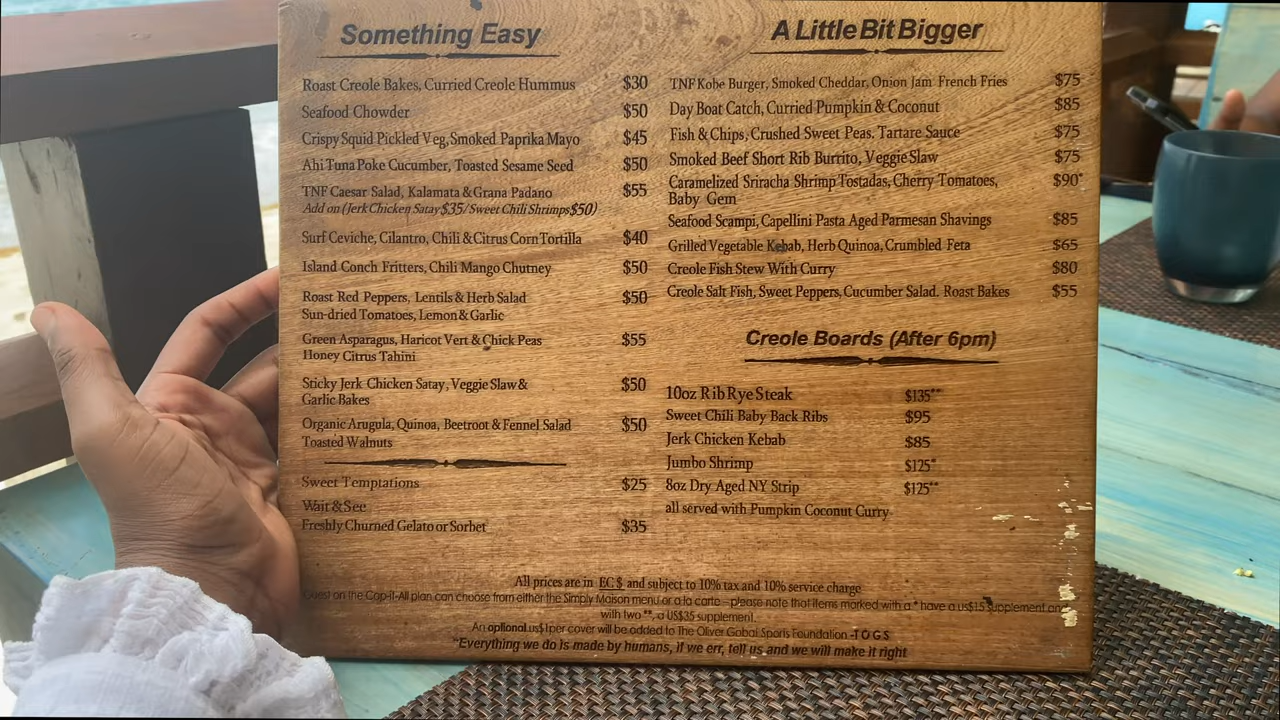 Something Easy
Roast Creole Bakes, Curried Creole Hummus $30
Seafood Chowder $50
Crispy Squid Pickled Veg, Smoked Paprika Mayo $45
Ahi Tuna Poke Cucumber, Toasted Sesame Seed $50
TNF Caesar Salad, Kalamata & Grana Padano $55
Add on (Jerk Chicken Satay $35/Sweet Chili Shrimps $50)
Surf Ceviche, Cilantro, Chili & Citrus Corn Tortilla $40
Island Conch Fritters, Chili Mango Chutney $50
Roast Red Peppers, Lentils & Herb Salad $50
Sun-dried Tomatoes, Lemon & Garlic
Green Asparagus, Haricot Vert & Chick Peas $55
Honey Citrus Tahini
Sticky Jerk Chicken Satay, Veggie Slaw & $50
Garlic Bakes
Organic Arugula, Quinoa, Beetroot & Fennel Salad $50
Toasted Walnuts
Sweet Temptations $25
Wait & See
Freshly Churned Gelato or Sorbet $35
A Little Bit Bigger
TNF Kobe Burger, Smoked Cheddar, Onion Jam French Fries $75
Day Boat Catch, Curried Pumpkin & Coconut $85
Fish & Chips, Crushed Sweet Peas. Tartare Sauce $75
Smoked Beef Short Rib Burrito, Veggie Slaw $75
Caramelized Sriracha Shrimp Tostadas, Cherry Tomatoes, $90*
Baby Gem
Seafood Scampi, Capellini Pasta Aged Parmesan Shavings $85
Grilled Vegetable Kebab, Herb Quinoa, Crumbled Feta $65
Creole Fish Stew With Curry $80
Creole Salt Fish, Sweet Peppers, Cucumber Salad. Roast Bakes $55
Creole Boards (After 6pm)
10oz Rib Rye Steak $135**
Sweet Chili Baby Back Ribs $95
Jerk Chicken Kebab $85
Jumbo Shrimp $125*
8oz Dry Aged NY Strip $125**
all served with Pumpkin Coconut Curry
All prices are in EC $ and subject to 10% tax and 10% service charge
Guest on the Cap-It-All plan can choose from either the Simply Maison menu or a la carte - please note that items marked with a * have a us$15 supplement and
with two **, a US$35 supplement.
An optional us$1per cover will be added to The Oliver Gobal Sports Foundation - T O G S
"Everything we do is made by humans, if we err, tell us and we will make it right